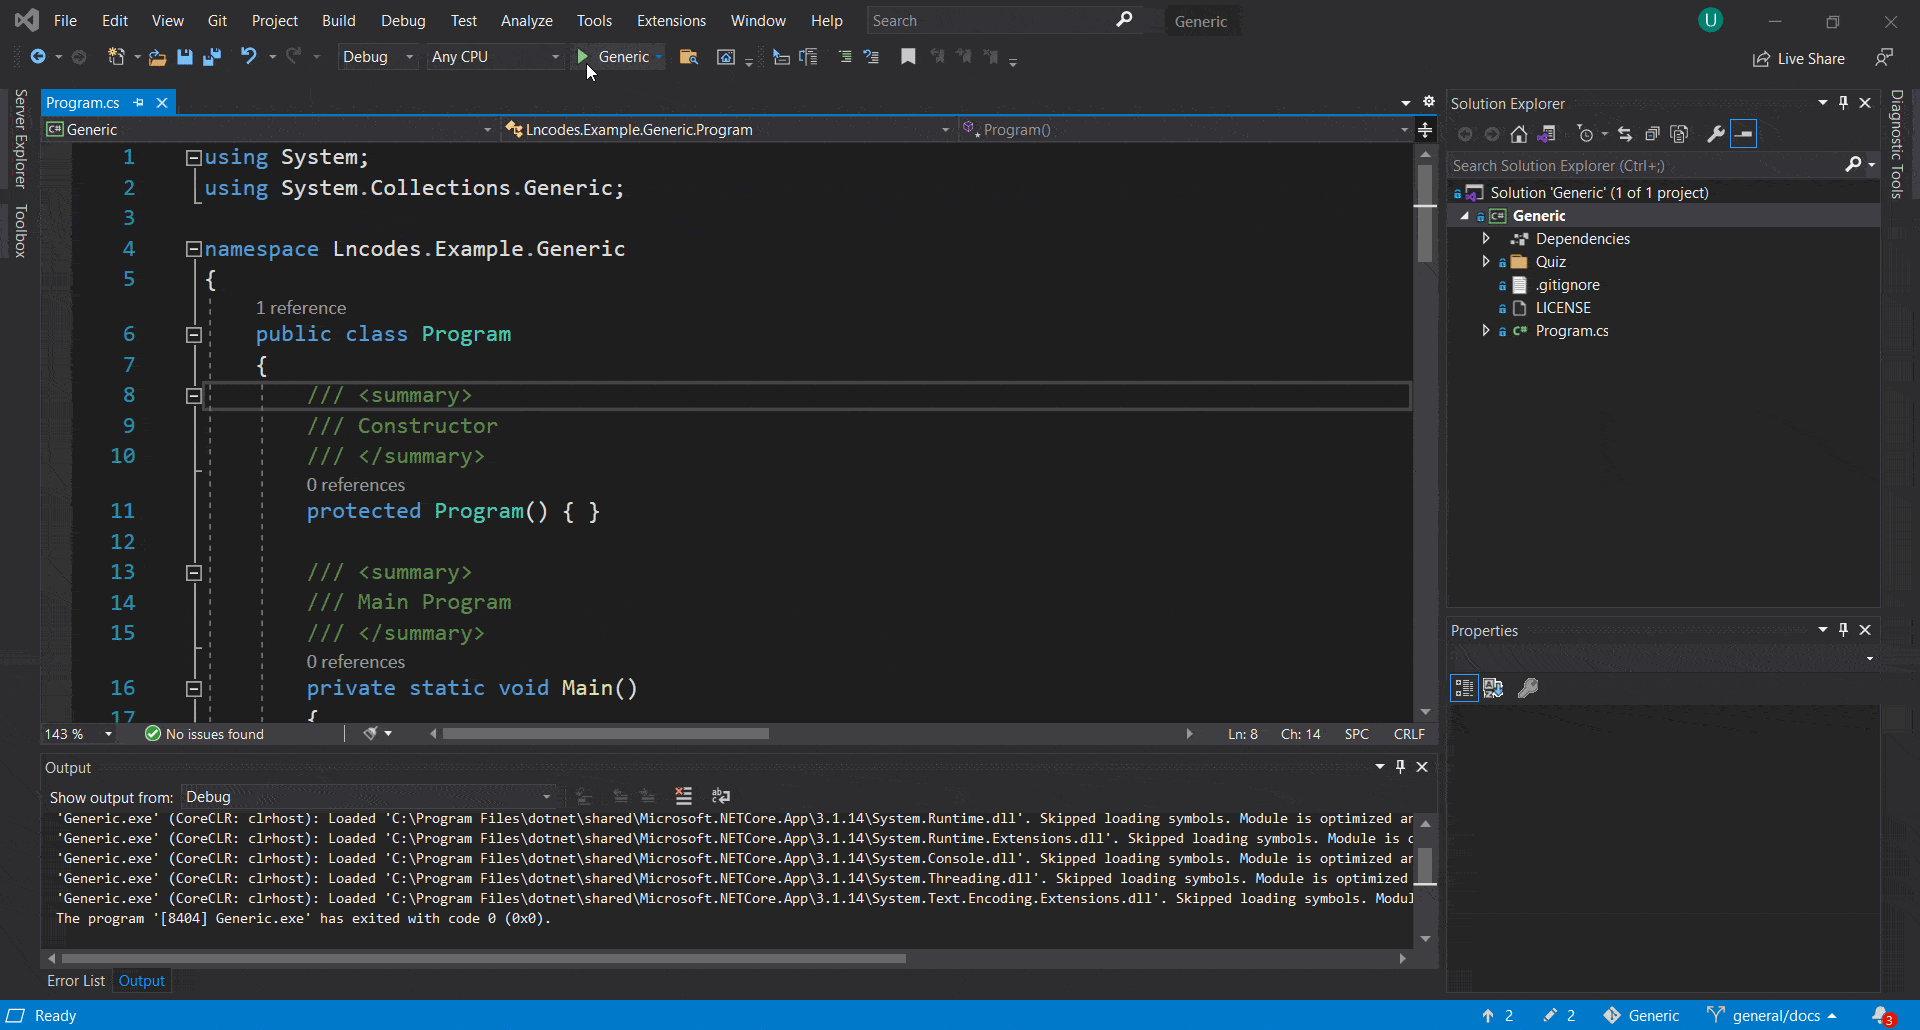 File Edit View Git Project Build Debug Test Analyze Tools Extensions Window Help Search Generic U
Debug Any CPU Generic Live Share
Server Explorer
Toolbox
Program.cs
Generic Lncodes.Example.Generic.Program Program()
1 using System;
2 using System.Collections.Generic;
3
4 namespace Lncodes.Example.Generic
5 {
1 reference
6 public class Program
7 {
8 /// <summary>
9 /// Constructor
10 /// </summary>
0 references
11 protected Program() { }
12
13 /// <summary>
14 /// Main Program
15 /// </summary>
0 references
16 private static void Main()
17 {
143 % No issues found Ln: 8 Ch: 14 SPC CRLF
Output
Show output from: Debug
'Generic.exe' (CoreCLR: clrhost): Loaded 'C:\Program Files\dotnet\shared\Microsoft.NETCore.App\3.1.14\System.Runtime.dll'. Skipped loading symbols. Module is optimized
'Generic.exe' (CoreCLR: clrhost): Loaded 'C:\Program Files\dotnet\shared\Microsoft.NETCore.App\3.1.14\System.Runtime.Extensions.dll'. Skipped loading symbols. Module is
'Generic.exe' (CoreCLR: clrhost): Loaded 'C:\Program Files\dotnet\shared\Microsoft.NETCore.App\3.1.14\System.Console.dll'. Skipped loading symbols. Module is optimized
'Generic.exe' (CoreCLR: clrhost): Loaded 'C:\Program Files\dotnet\shared\Microsoft.NETCore.App\3.1.14\System.Threading.dll'. Skipped loading symbols. Module is optimized
'Generic.exe' (CoreCLR: clrhost): Loaded 'C:\Program Files\dotnet\shared\Microsoft.NETCore.App\3.1.14\System.Text.Encoding.Extensions.dll'. Skipped loading symbols. Modul
The program '[8404] Generic.exe' has exited with code 0 (0x0).
Error List Output
Solution Explorer
Search Solution Explorer (Ctrl+;)
Solution 'Generic' (1 of 1 project)
C# Generic
Dependencies
Quiz
.gitignore
LICENSE
C# Program.cs
Properties
Diagnostic Tools
Ready 2 2 Generic general/docs 3